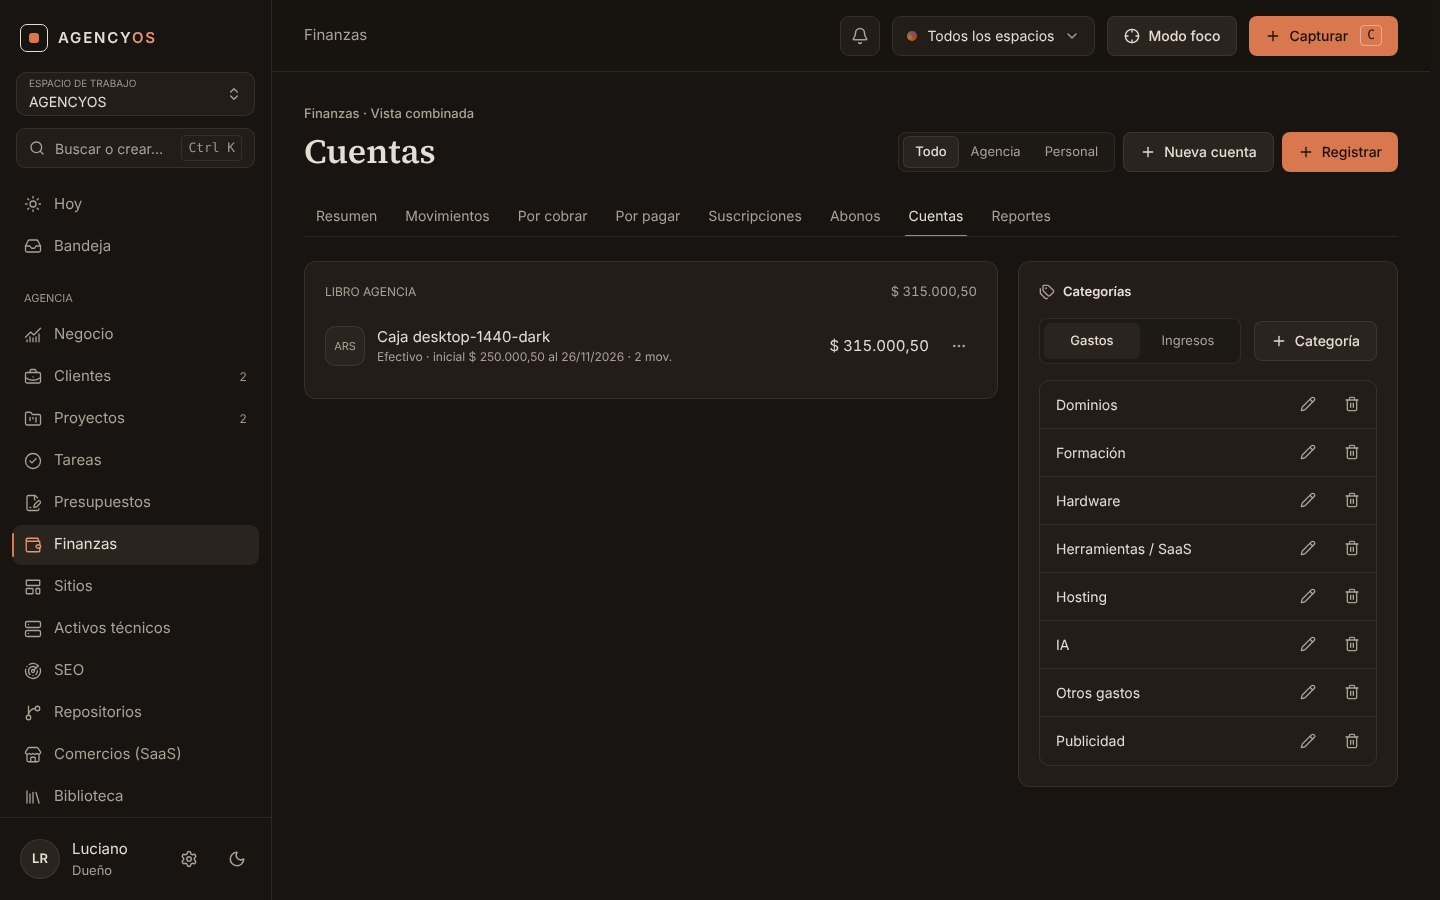 AGENCYOS
ESPACIO DE TRABAJO
AGENCYOS
Buscar o crear... Ctrl K
Hoy
Bandeja
AGENCIA
Negocio
Clientes 2
Proyectos 2
Tareas
Presupuestos
Finanzas
Sitios
Activos técnicos
SEO
Repositorios
Comercios (SaaS)
Biblioteca
LR
Luciano
Dueño
Finanzas
Todos los espacios
Modo foco
Capturar C
Finanzas · Vista combinada
Cuentas
Todo Agencia Personal
Nueva cuenta
Registrar
Resumen Movimientos Por cobrar Por pagar Suscripciones Abonos Cuentas Reportes
LIBRO AGENCIA $ 315.000,50
ARS
Caja desktop-1440-dark
Efectivo · inicial $ 250.000,50 al 26/11/2026 · 2 mov.
$ 315.000,50
Categorías
Gastos Ingresos
Categoría
Dominios
Formación
Hardware
Herramientas / SaaS
Hosting
IA
Otros gastos
Publicidad